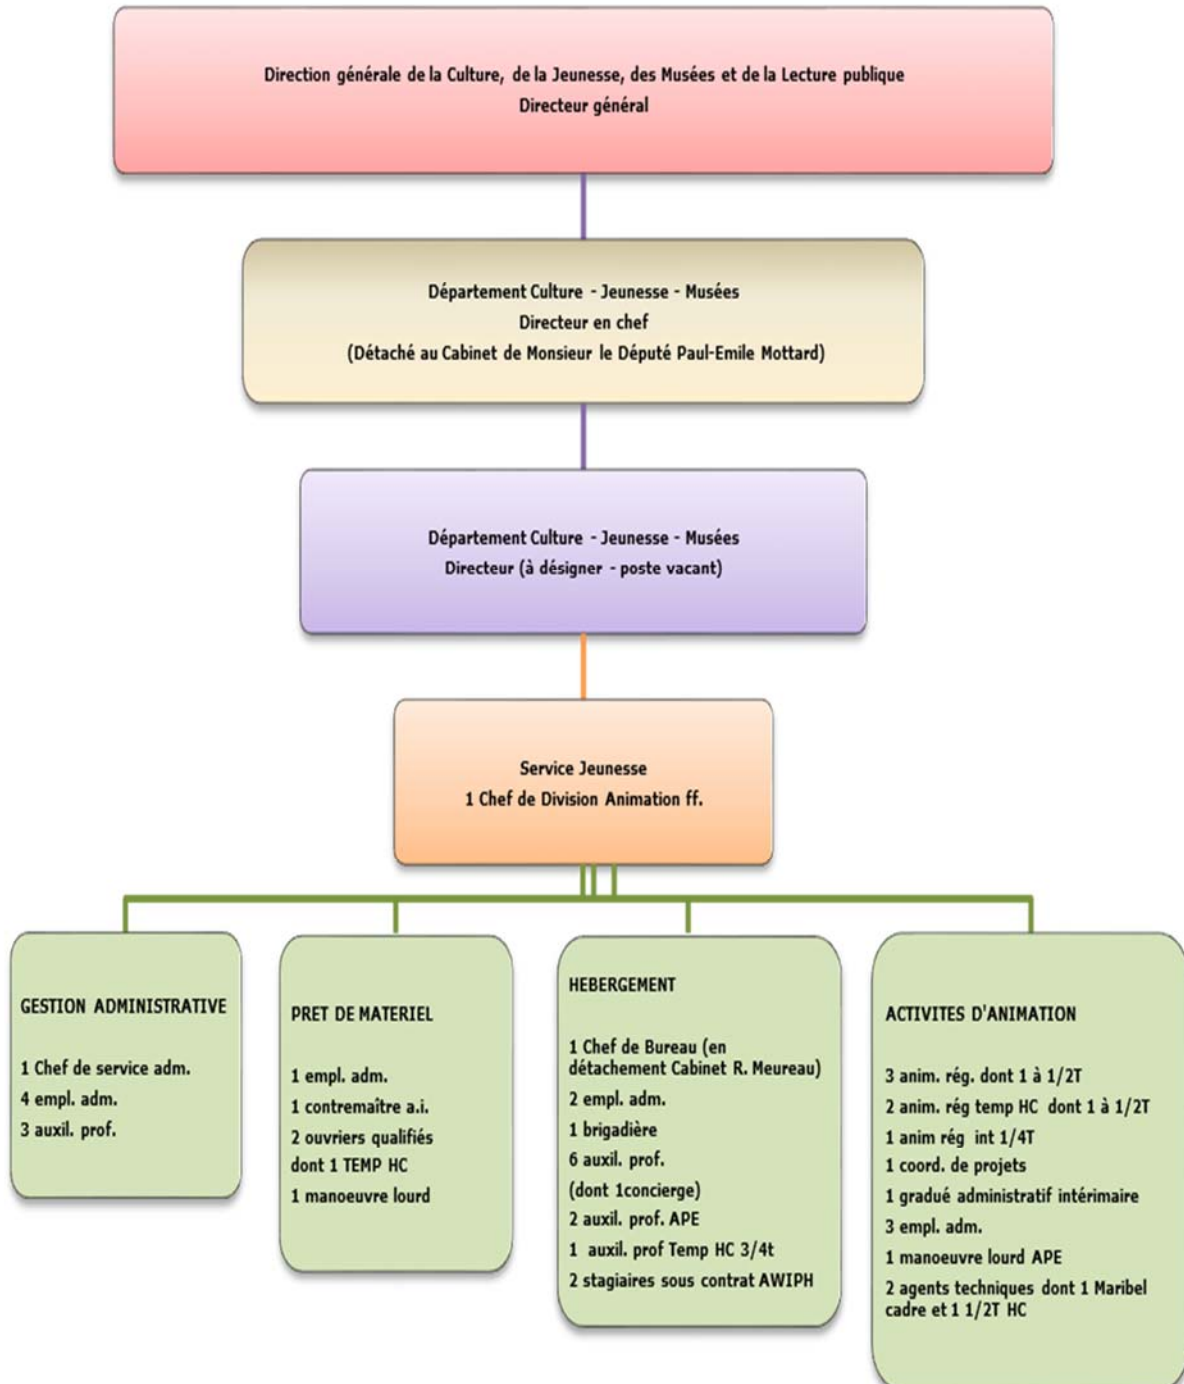 Direction générale de la Culture, de la Jeunesse, des Musées et de la Lecture publique
Directeur général
Département Culture - Jeunesse - Musées
Directeur en chef
(Détaché au Cabinet de Monsieur le Député Paul-Emile Mottard)
Département Culture - Jeunesse - Musées
Directeur (à désigner - poste vacant)
Service Jeunesse
1 Chef de Division Animation ff.
GESTION ADMINISTRATIVE
1 Chef de service adm.
4 empl. adm.
3 auxil. prof.
PRET DE MATERIEL
1 empl. adm.
1 contremaître a.i.
2 ouvriers qualifiés
dont 1 TEMP HC
1 manoeuvre lourd
HEBERGEMENT
1 Chef de Bureau (en
détachement Cabinet R. Meureau)
2 empl. adm.
1 brigadière
6 auxil. prof.
(dont 1concierge)
2 auxil. prof. APE
1 auxil. prof Temp HC 3/4t
2 stagiaires sous contrat AWIPH
ACTIVITES D'ANIMATION
3 anim. rég. dont 1 à 1/2T
2 anim. rég temp HC dont 1 à 1/2T
1 anim rég int 1/4T
1 coord. de projets
1 gradué administratif intérimaire
3 empl. adm.
1 manoeuvre lourd APE
2 agents techniques dont 1 Maribel
cadre et 1 1/2T HC